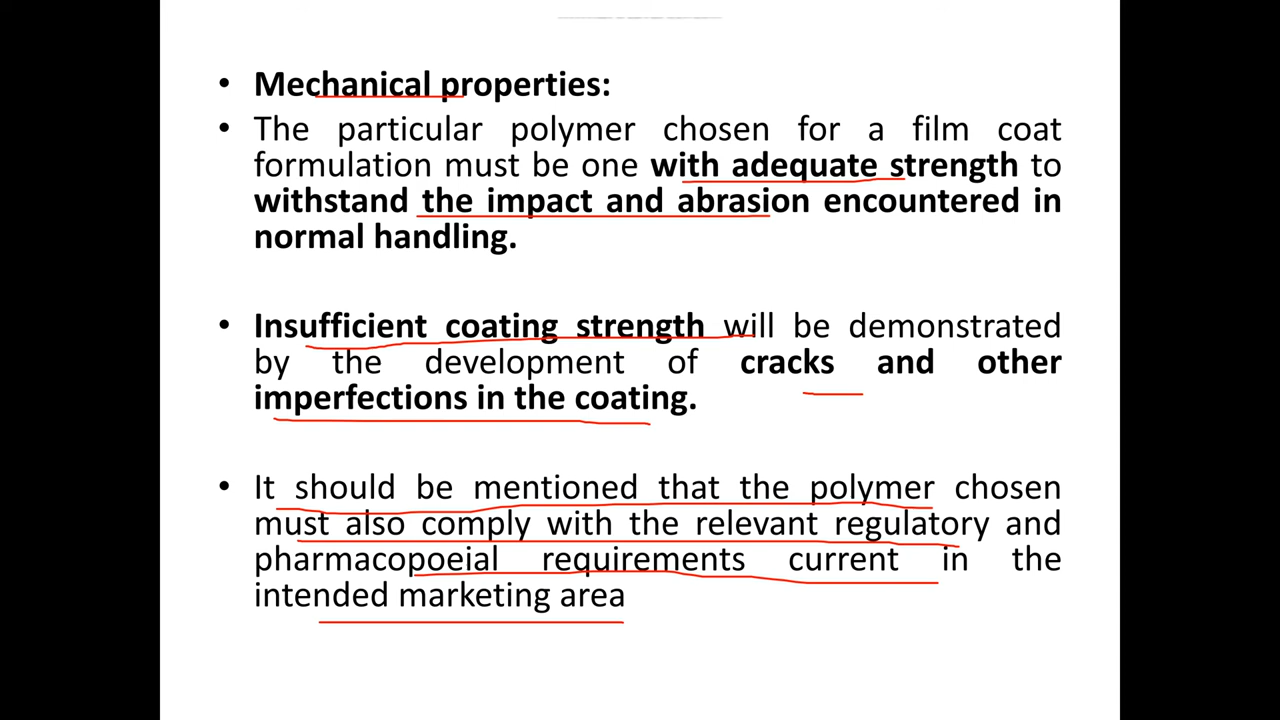 • Mechanical properties:
• The particular polymer chosen for a film coat
formulation must be one with adequate strength to
withstand the impact and abrasion encountered in
normal handling.
• Insufficient coating strength will be demonstrated
by the development of cracks and other
imperfections in the coating.
• It should be mentioned that the polymer chosen
must also comply with the relevant regulatory and
pharmacopoeial requirements current in the
intended marketing area